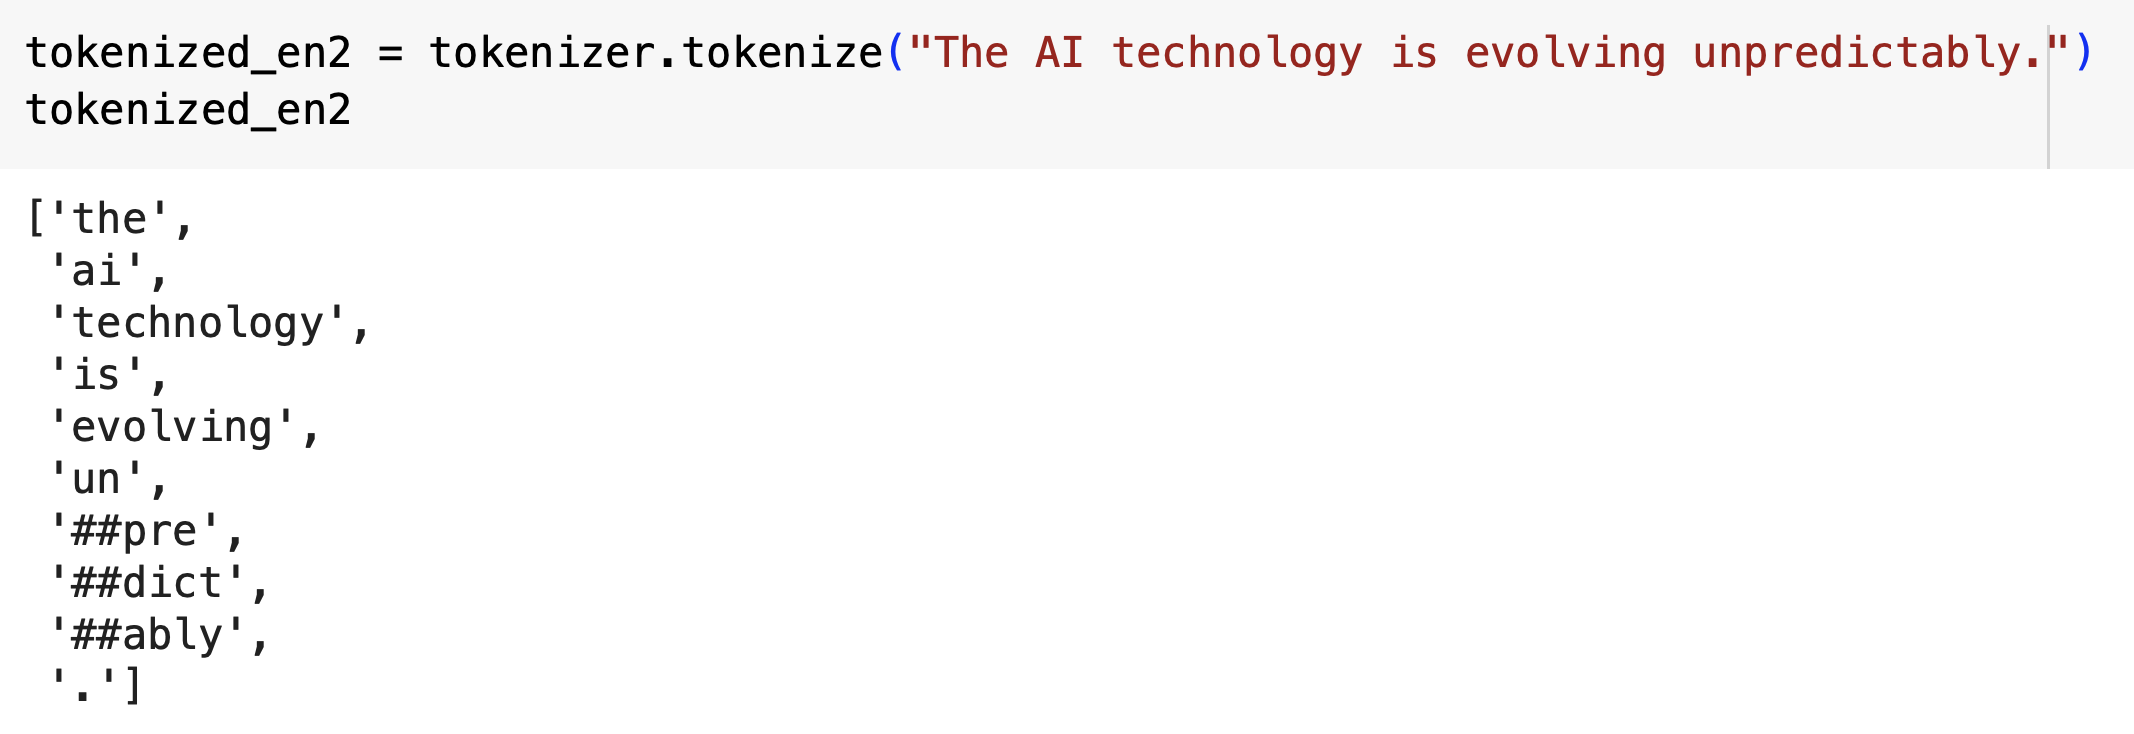 tokenized_en2 = tokenizer.tokenize("The AI technology is evolving unpredictably.")
tokenized_en2
['the',
 'ai',
 'technology',
 'is',
 'evolving',
 'un',
 '##pre',
 '##dict',
 '##ably',
 '.']